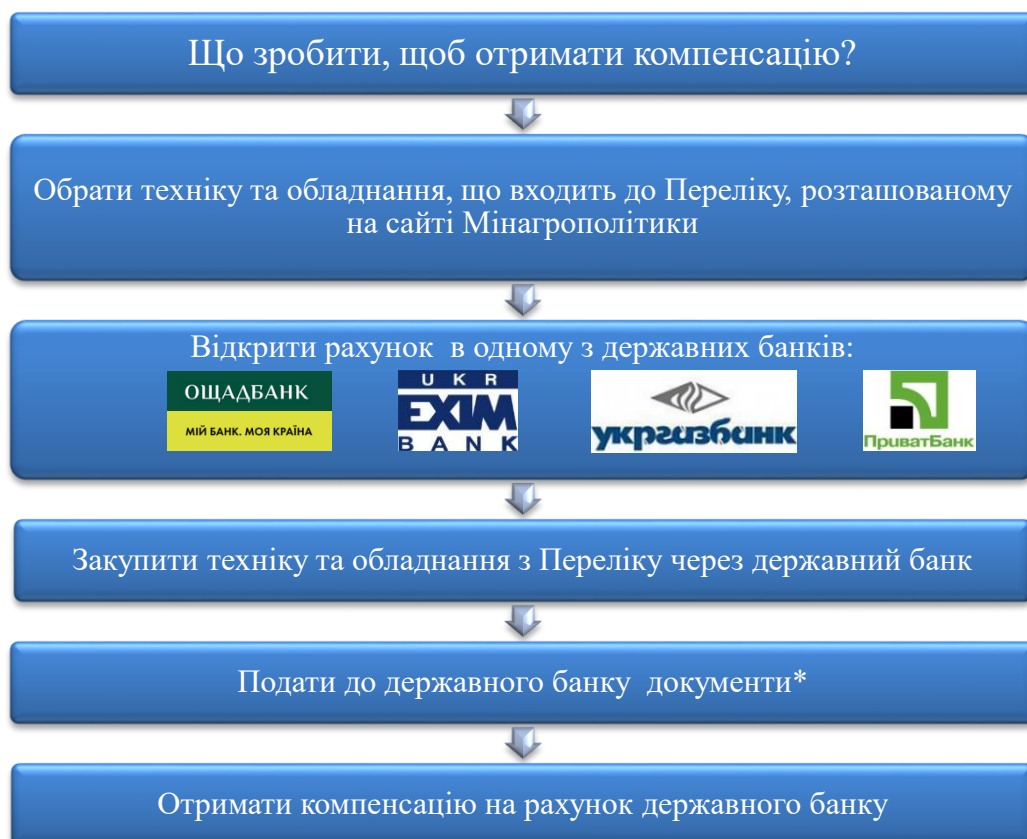 Що зробити, щоб отримати компенсацію?
Обрати техніку та обладнання, що входить до Переліку, розташованому
на сайті Мінагрополітики
Відкрити рахунок в одному з державних банків:
ОЩАДБАНК
МІЙ БАНК. МОЯ КРАЇНА
UKR
EXIM
BANK
укргазбанк
ПриватБанк
Закупити техніку та обладнання з Переліку через державний банк
Подати до державного банку документи*
Отримати компенсацію на рахунок державного банку